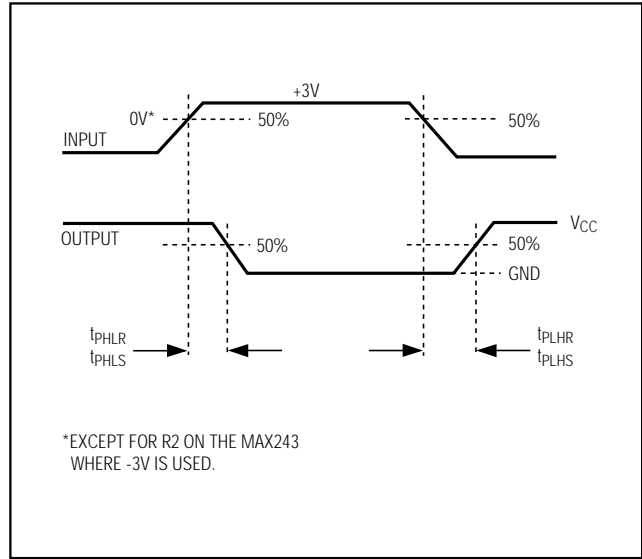 +3V
0V*
50%
50%
INPUT
VCC
OUTPUT
50%
50%
GND
tPHLR
tPHLS
tPLHR
tPLHS
*EXCEPT FOR R2 ON THE MAX243
WHERE -3V IS USED.